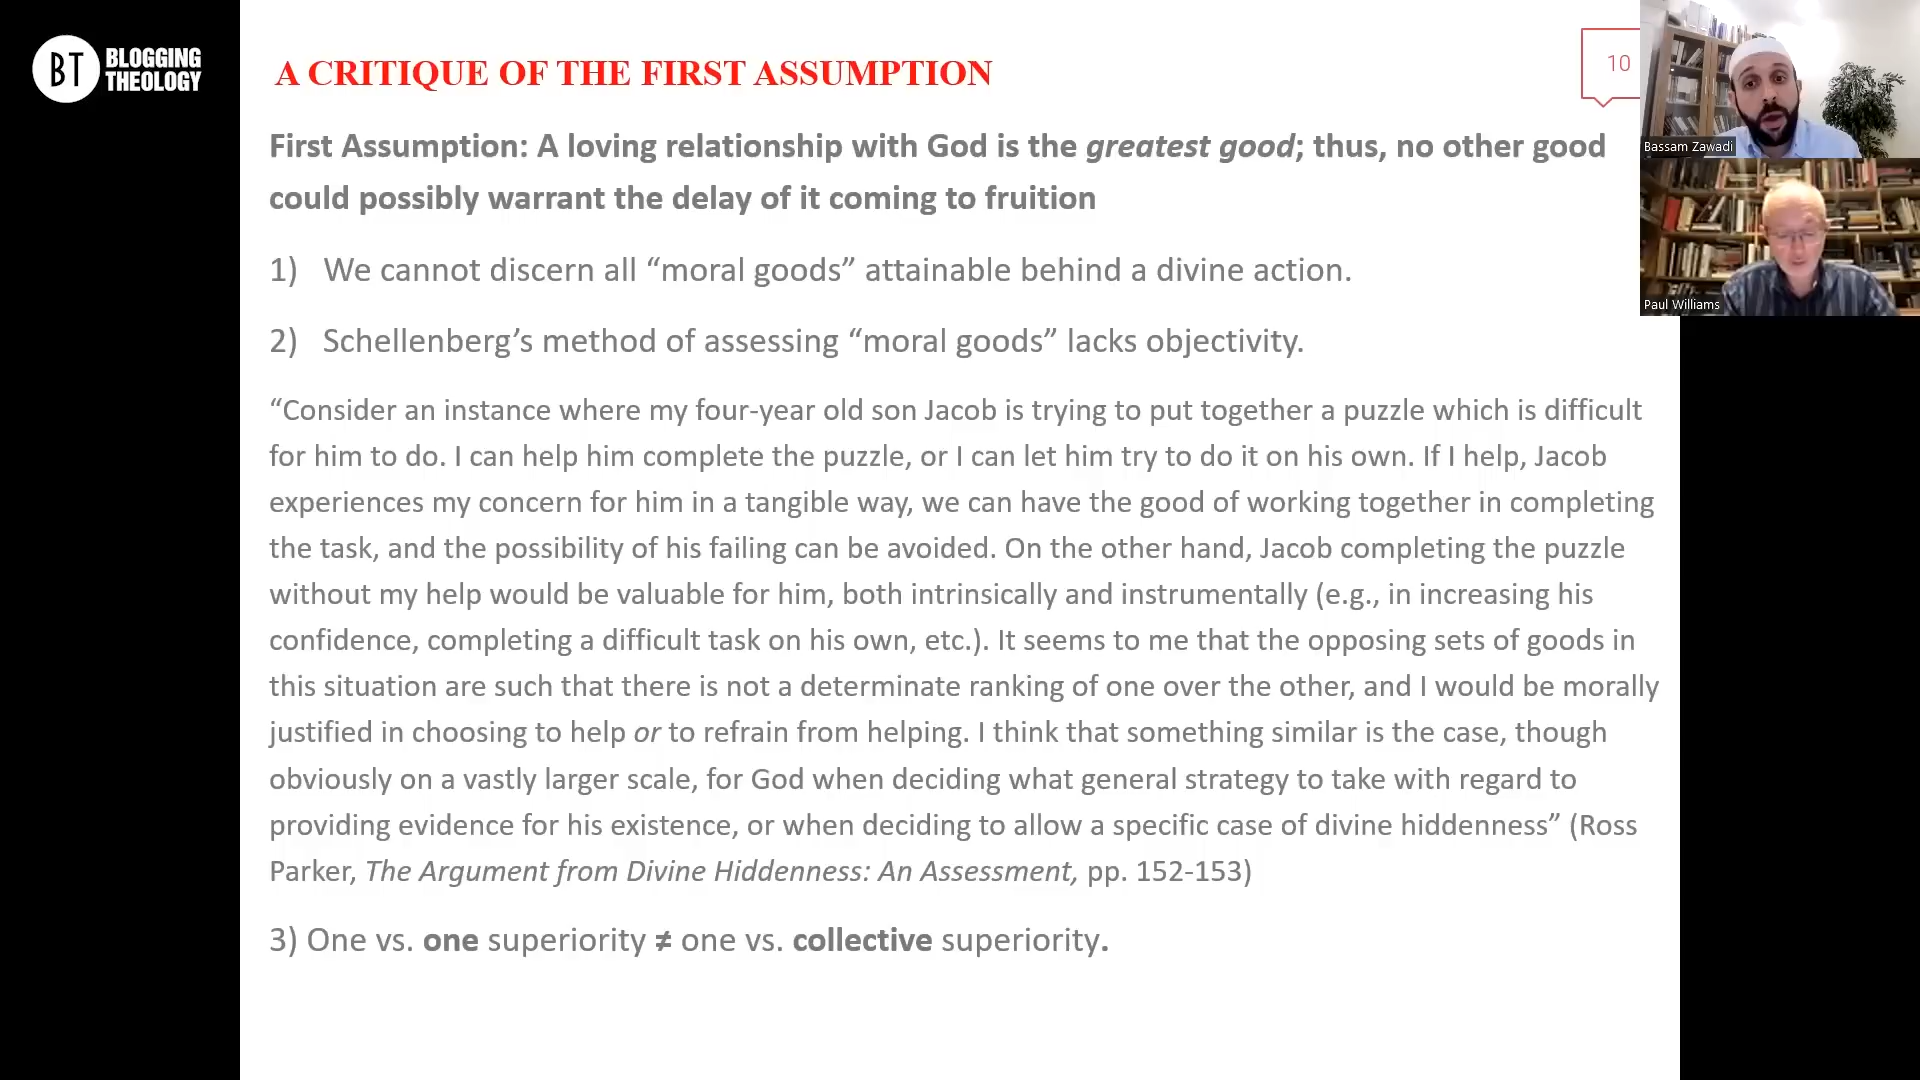 BT BLOGGING
THEOLOGY
A CRITIQUE OF THE FIRST ASSUMPTION
10
Bassam Zawadi
Paul Williams
First Assumption: A loving relationship with God is the greatest good; thus, no other good
could possibly warrant the delay of it coming to fruition
1) We cannot discern all “moral goods” attainable behind a divine action.
2) Schellenberg’s method of assessing “moral goods” lacks objectivity.
“Consider an instance where my four-year old son Jacob is trying to put together a puzzle which is difficult
for him to do. I can help him complete the puzzle, or I can let him try to do it on his own. If I help, Jacob
experiences my concern for him in a tangible way, we can have the good of working together in completing
the task, and the possibility of his failing can be avoided. On the other hand, Jacob completing the puzzle
without my help would be valuable for him, both intrinsically and instrumentally (e.g., in increasing his
confidence, completing a difficult task on his own, etc.). It seems to me that the opposing sets of goods in
this situation are such that there is not a determinate ranking of one over the other, and I would be morally
justified in choosing to help or to refrain from helping. I think that something similar is the case, though
obviously on a vastly larger scale, for God when deciding what general strategy to take with regard to
providing evidence for his existence, or when deciding to allow a specific case of divine hiddenness” (Ross
Parker, The Argument from Divine Hiddenness: An Assessment, pp. 152-153)
3) One vs. one superiority ≠ one vs. collective superiority.